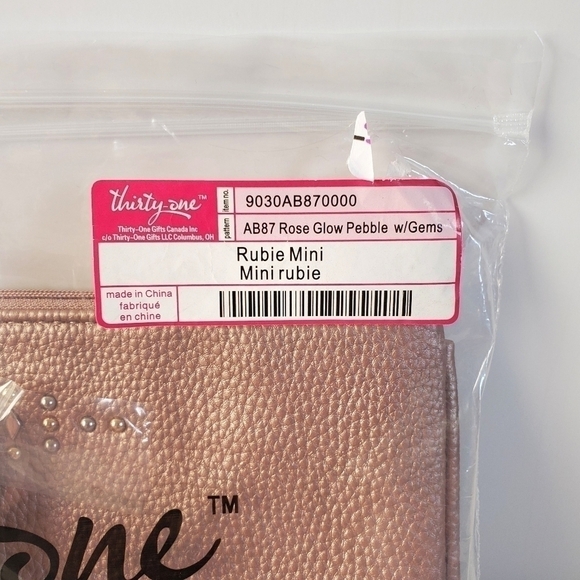 thirty-one™
Thirty-One Gifts Canada Inc
c/o Thirty-One Gifts LLC Columbus, OH
item no. 9030AB870000
pattern AB87 Rose Glow Pebble w/Gems
Rubie Mini
Mini rubie
made in China
fabriqué
en chine
one™